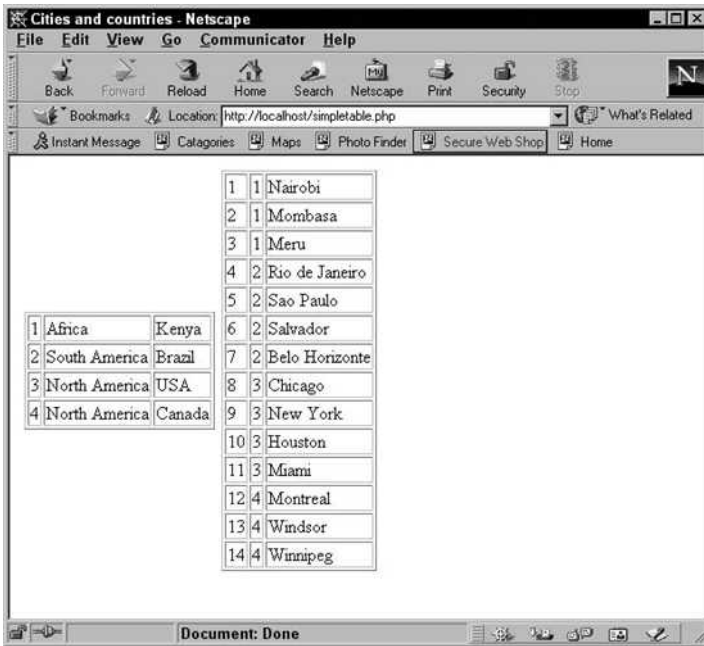 Cities and countries - Netscape
File Edit View Go Communicator Help
Back Forward Reload Home Search Netscape Print Security Stop
N
Bookmarks Location: http://localhost/simpletable.php What's Related
Instant Message Catagories Maps Photo Finder Secure Web Shop Home
1 Africa Kenya
2 South America Brazil
3 North America USA
4 North America Canada
1 1 Nairobi
2 1 Mombasa
3 1 Meru
4 2 Rio de Janeiro
5 2 Sao Paulo
6 2 Salvador
7 2 Belo Horizonte
8 3 Chicago
9 3 New York
10 3 Houston
11 3 Miami
12 4 Montreal
13 4 Windsor
14 4 Winnipeg
Document: Done